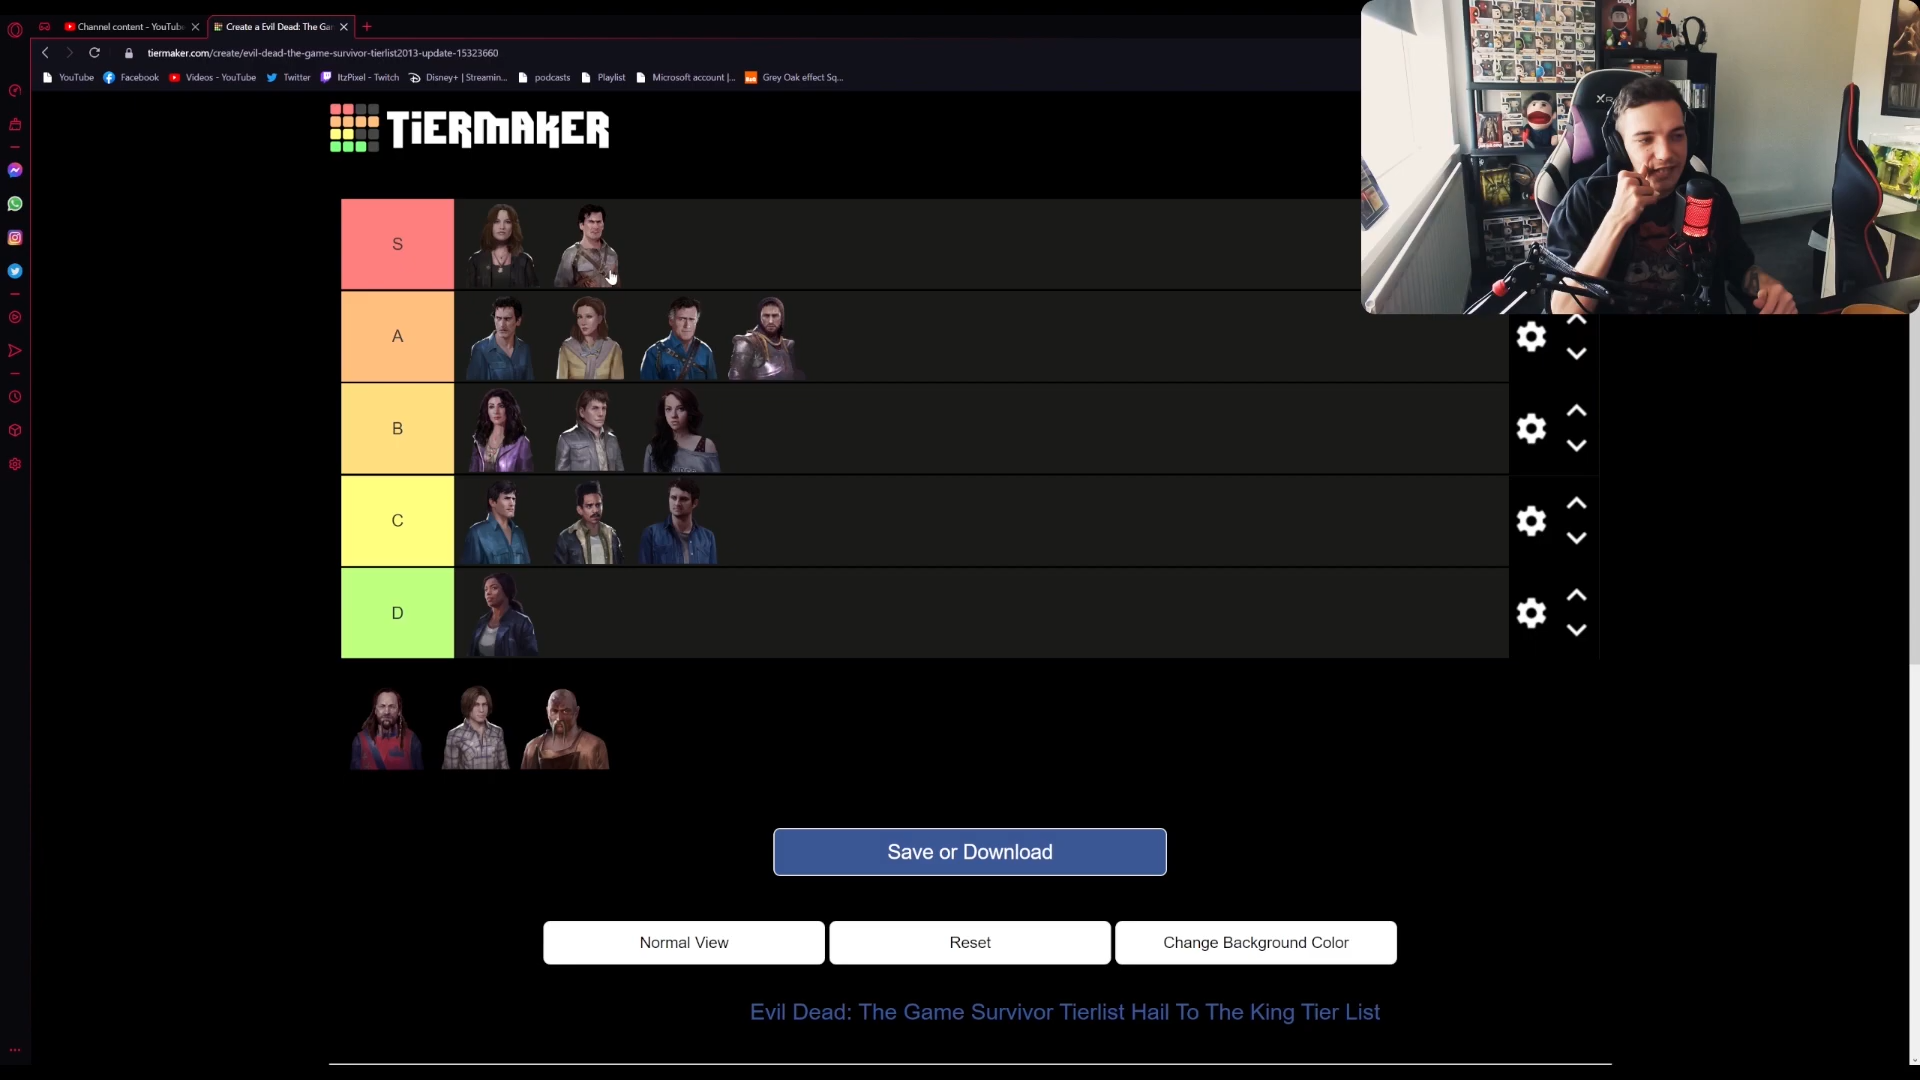 Channel content - YouTube
Create a Evil Dead: The Ga
tiermaker.com/create/evil-dead-the-game-survivor-tierlist2013-update-15323660
YouTube Facebook Videos - YouTube Twitter ItzPixel - Twitch Disney+ | Streamin... podcasts Playlist Microsoft account |... Grey Oak effect Sq...
TiERMAKER
S
A
B
C
D
Save or Download
Normal View Reset Change Background Color
Evil Dead: The Game Survivor Tierlist Hail To The King Tier List